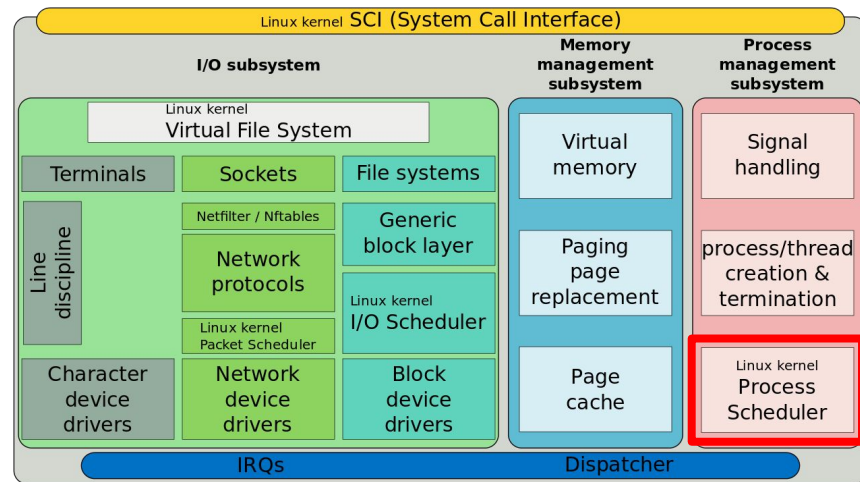 Linux kernel SCI (System Call Interface)
I/O subsystem
Memory
management
subsystem
Process
management
subsystem
Linux kernel
Virtual File System
Terminals
Sockets
File systems
Line
discipline
Netfilter / Nftables
Network
protocols
Linux kernel
Packet Scheduler
Generic
block layer
Linux kernel
I/O Scheduler
Character
device
drivers
Network
device
drivers
Block
device
drivers
Virtual
memory
Paging
page
replacement
Page
cache
Signal
handling
process/thread
creation &
termination
Linux kernel
Process
Scheduler
IRQs
Dispatcher